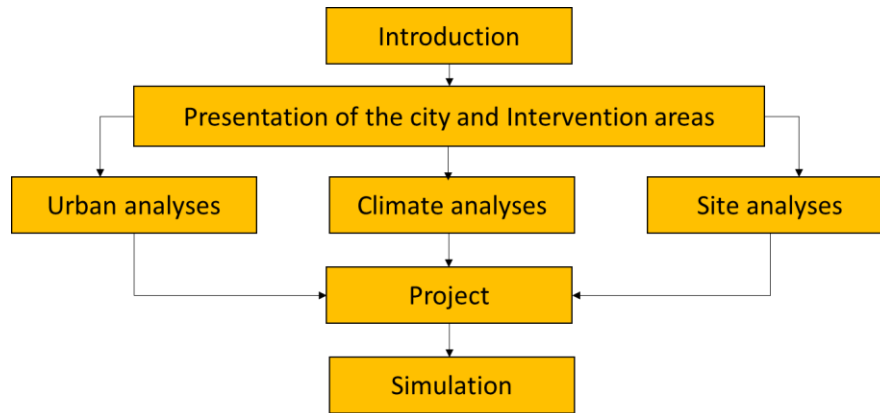 Introduction
Presentation of the city and Intervention areas
Urban analyses
Climate analyses
Site analyses
Project
Simulation